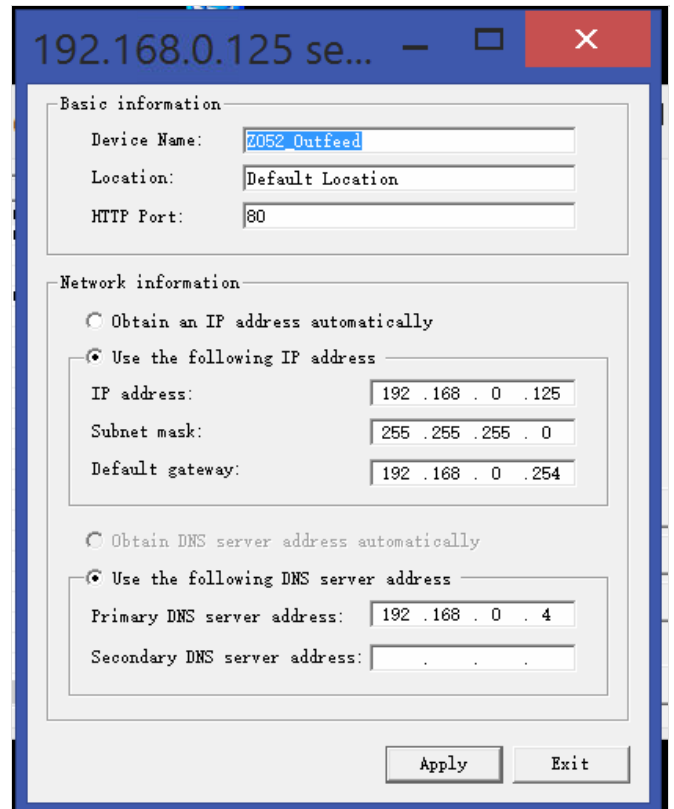 192.168.0.125 se...
Basic information
Device Name: Z052_Outfeed
Location: Default Location
HTTP Port: 80
Network information
Obtain an IP address automatically
Use the following IP address
IP address: 192 .168 . 0 .125
Subnet mask: 255 .255 .255 . 0
Default gateway: 192 .168 . 0 .254
Obtain DNS server address automatically
Use the following DNS server address
Primary DNS server address: 192 .168 . 0 . 4
Secondary DNS server address: . . .
Apply Exit